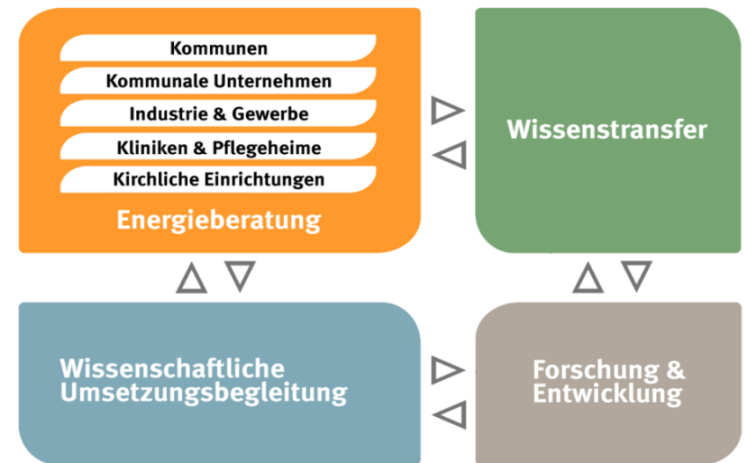 Kommunen
Kommunale Unternehmen
Industrie & Gewerbe
Kliniken & Pflegeheime
Kirchliche Einrichtungen
Energieberatung
Wissenstransfer
Wissenschaftliche
Umsetzungsbegleitung
Forschung &
Entwicklung